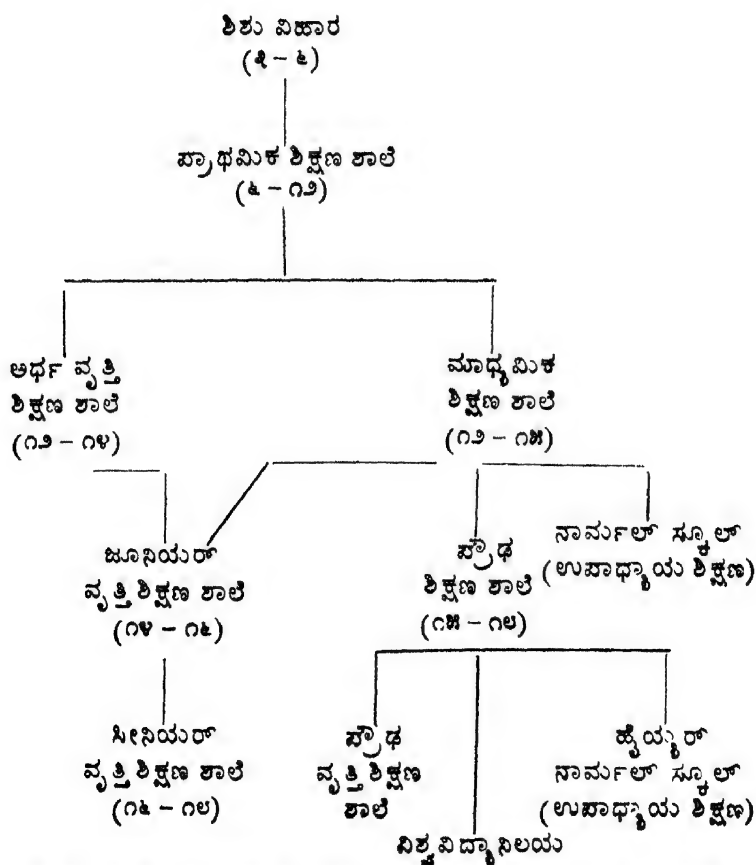 ಶಿಶು ವಿಹಾರ
(೩ – ೬)
ಪ್ರಾಥಮಿಕ ಶಿಕ್ಷಣ ಶಾಲೆ
(೬ – ೧೨)
ಅರ್ಧ ವೃತ್ತಿ
ಶಿಕ್ಷಣ ಶಾಲೆ
(೧೨ – ೧೪)
ಮಾಧ್ಯಮಿಕ
ಶಿಕ್ಷಣ ಶಾಲೆ
(೧೨ – ೧೫)
ಜೂನಿಯರ್
ವೃತ್ತಿ ಶಿಕ್ಷಣ ಶಾಲೆ
(೧೪ – ೧೬)
ಪ್ರೌಢ
ಶಿಕ್ಷಣ ಶಾಲೆ
(೧೫ – ೧೮)
ನಾರ್ಮಲ್ ಸ್ಕೂಲ್
(ಉಪಾಧ್ಯಾಯ ಶಿಕ್ಷಣ)
ಸೀನಿಯರ್
ವೃತ್ತಿ ಶಿಕ್ಷಣ ಶಾಲೆ
(೧೬ – ೧೮)
ಪ್ರೌಢ
ವೃತ್ತಿ ಶಿಕ್ಷಣ
ಶಾಲೆ
ವಿಶ್ವವಿದ್ಯಾನಿಲಯ
ಹೈಯ್ಯರ್
ನಾರ್ಮಲ್ ಸ್ಕೂಲ್
(ಉಪಾಧ್ಯಾಯ ಶಿಕ್ಷಣ)